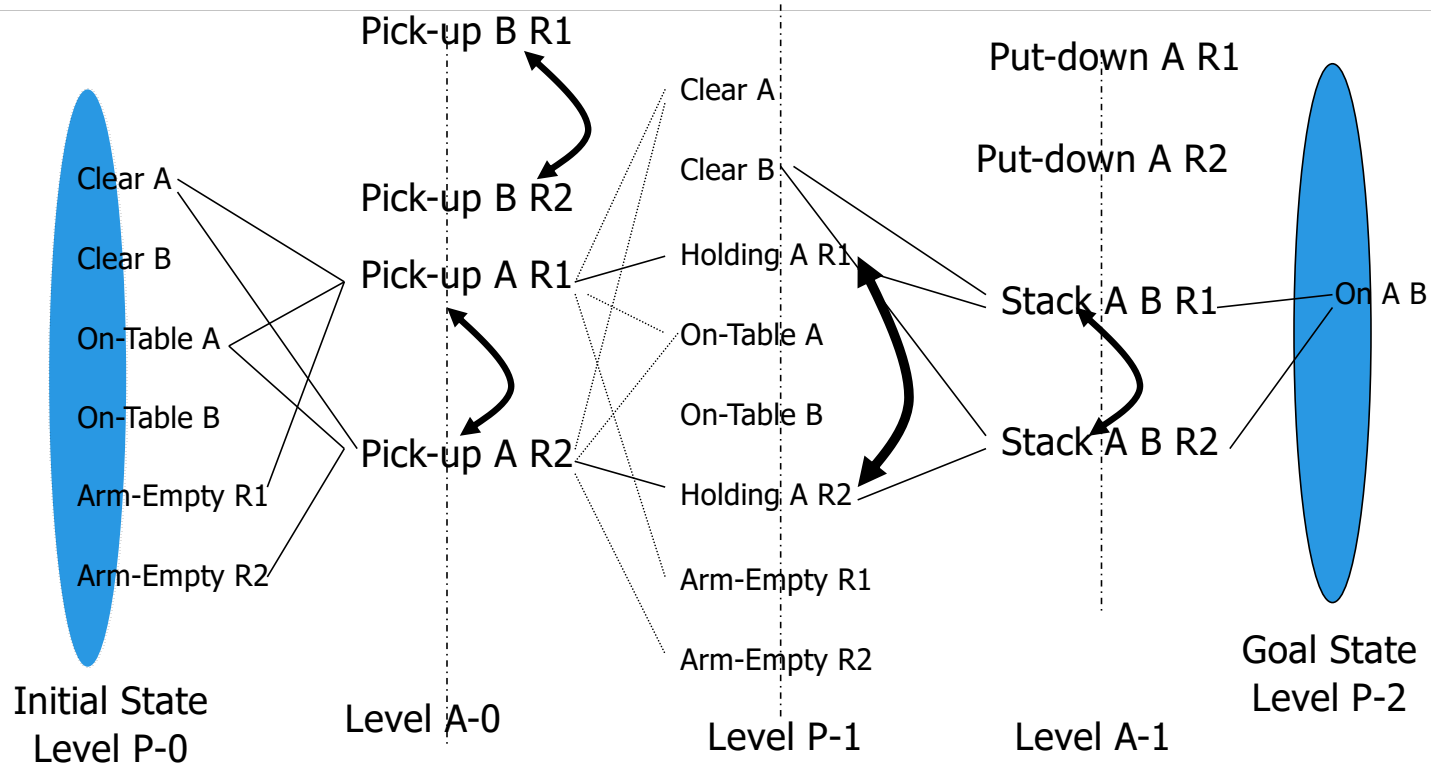 Clear A
Clear B
On-Table A
On-Table B
Arm-Empty R1
Arm-Empty R2
Initial State
Level P-0
Pick-up B R1
Pick-up B R2
Pick-up A R1
Pick-up A R2
Level A-0
Clear A
Clear B
Holding A R1
On-Table A
On-Table B
Holding A R2
Arm-Empty R1
Arm-Empty R2
Level P-1
Put-down A R1
Put-down A R2
Stack A B R1
Stack A B R2
Level A-1
On A B
Goal State
Level P-2